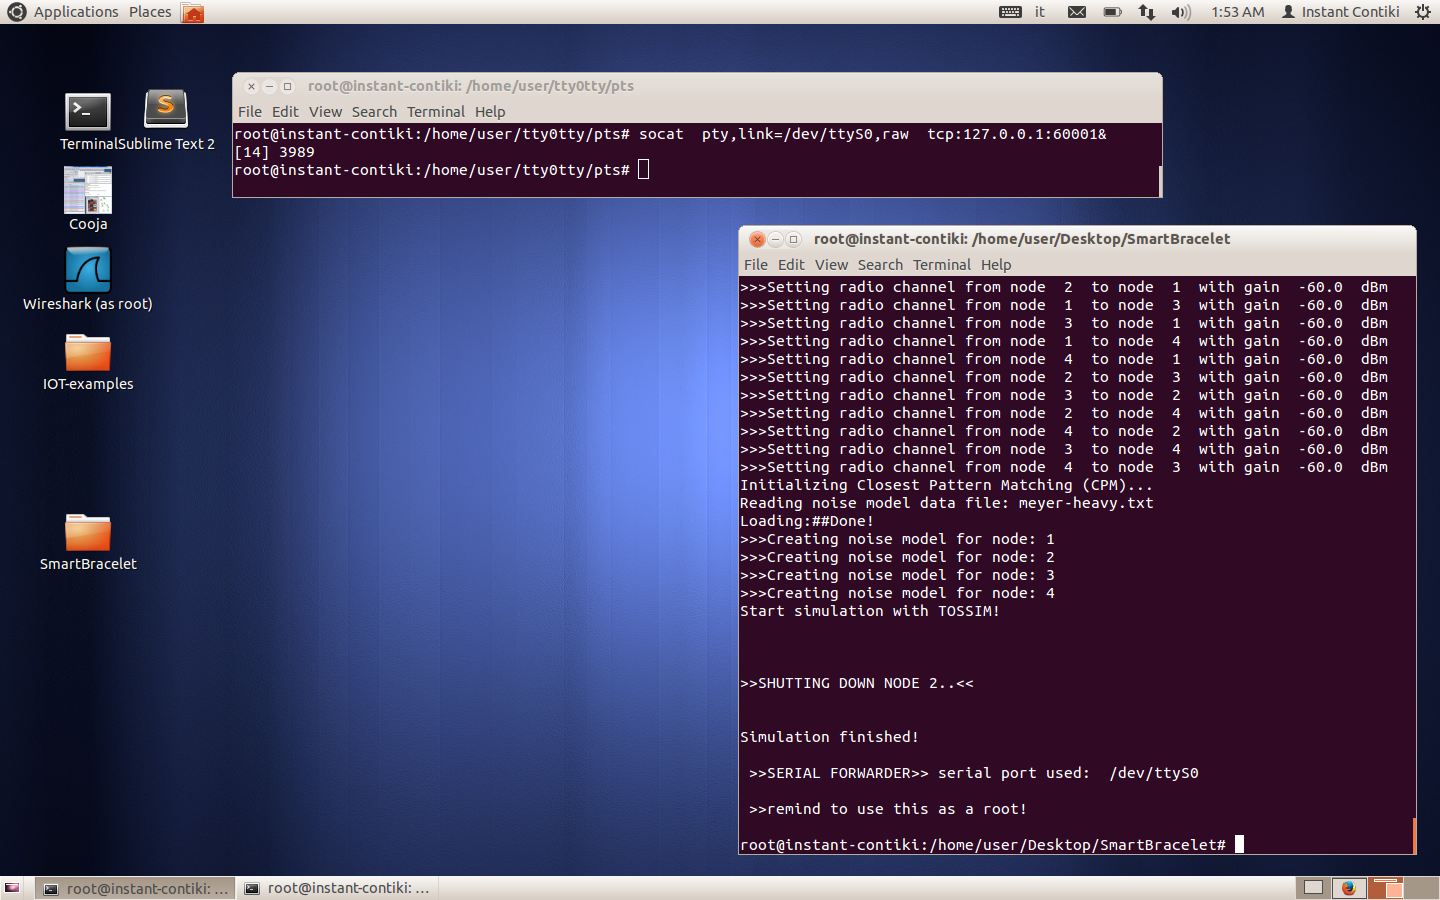 Applications Places it 1:53 AM Instant Contiki
Terminal
Sublime Text 2
Cooja
Wireshark (as root)
IOT-examples
SmartBracelet
root@instant-contiki: /home/user/tty0tty/pts
File Edit View Search Terminal Help
root@instant-contiki:/home/user/tty0tty/pts# socat  pty,link=/dev/ttyS0,raw  tcp:127.0.0.1:60001&
[14] 3989
root@instant-contiki:/home/user/tty0tty/pts#
root@instant-contiki: /home/user/Desktop/SmartBracelet
File Edit View Search Terminal Help
>>>Setting radio channel from node  2  to node  1  with gain  -60.0  dBm
>>>Setting radio channel from node  1  to node  3  with gain  -60.0  dBm
>>>Setting radio channel from node  3  to node  1  with gain  -60.0  dBm
>>>Setting radio channel from node  1  to node  4  with gain  -60.0  dBm
>>>Setting radio channel from node  4  to node  1  with gain  -60.0  dBm
>>>Setting radio channel from node  2  to node  3  with gain  -60.0  dBm
>>>Setting radio channel from node  3  to node  2  with gain  -60.0  dBm
>>>Setting radio channel from node  2  to node  4  with gain  -60.0  dBm
>>>Setting radio channel from node  4  to node  2  with gain  -60.0  dBm
>>>Setting radio channel from node  3  to node  4  with gain  -60.0  dBm
>>>Setting radio channel from node  4  to node  3  with gain  -60.0  dBm
Initializing Closest Pattern Matching (CPM)...
Reading noise model data file: meyer-heavy.txt
Loading:##Done!
>>>Creating noise model for node: 1
>>>Creating noise model for node: 2
>>>Creating noise model for node: 3
>>>Creating noise model for node: 4
Start simulation with TOSSIM!
>>SHUTTING DOWN NODE 2..<<
Simulation finished!
>>SERIAL FORWARDER>> serial port used:  /dev/ttyS0
>>remind to use this as a root!
root@instant-contiki:/home/user/Desktop/SmartBracelet#
root@instant-contiki: ... root@instant-contiki: ...